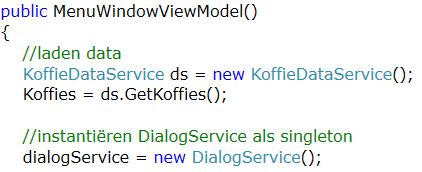 public MenuWindowViewModel()
{
//laden data
KoffieDataService ds = new KoffieDataService();
Koffies = ds.GetKoffies();
//instantiëren DialogService als singleton
dialogService = new DialogService();